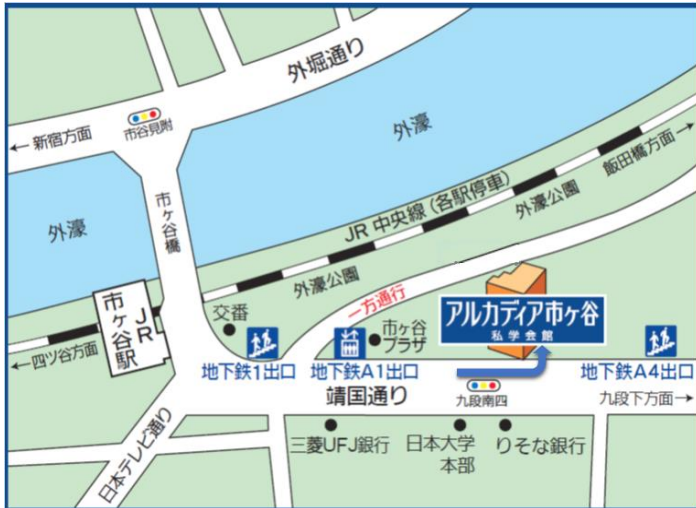 外堀通り
←新宿方面
市谷見附
外濠
飯田橋方面→
外濠
市ヶ谷橋
JR 中央線（各駅停車）
外濠公園
外濠公園
一方通行
JR
市ヶ谷駅
交番
市ヶ谷
プラザ
アルカディア市ヶ谷
私学会館
←四ツ谷方面
地下鉄1出口
地下鉄A1出口
地下鉄A4出口
靖国通り
九段南四
九段下方面→
日本テレビ通り
三菱UFJ銀行
日本大学
本部
りそな銀行